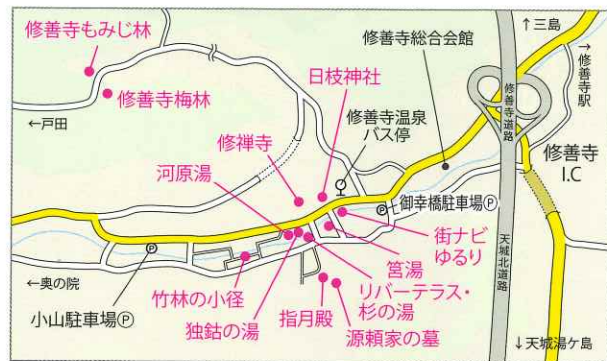 修善寺もみじ林
修善寺梅林
←戸田
日枝神社
修善寺総合会館
↑三島
→修善寺駅
修善寺道路
修善寺温泉
バス停
修禅寺
河原湯
修善寺
I.C
御幸橋駐車場Ⓟ
街ナビ
ゆるり
筥湯
リバーテラス・
杉の湯
天城北道路
←奥の院
Ⓟ
小山駐車場Ⓟ
竹林の小径
独鈷の湯
指月殿
源頼家の墓
↓天城湯ケ島